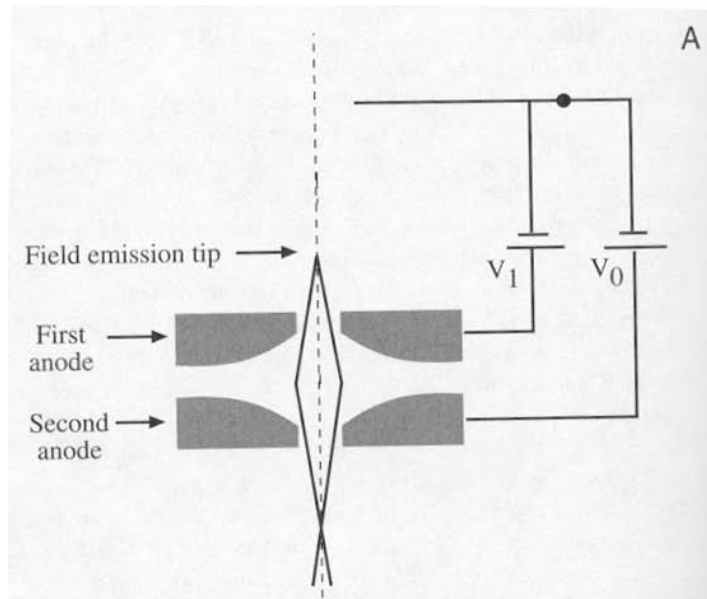 A
Field emission tip
V1
V0
First
anode
Second
anode